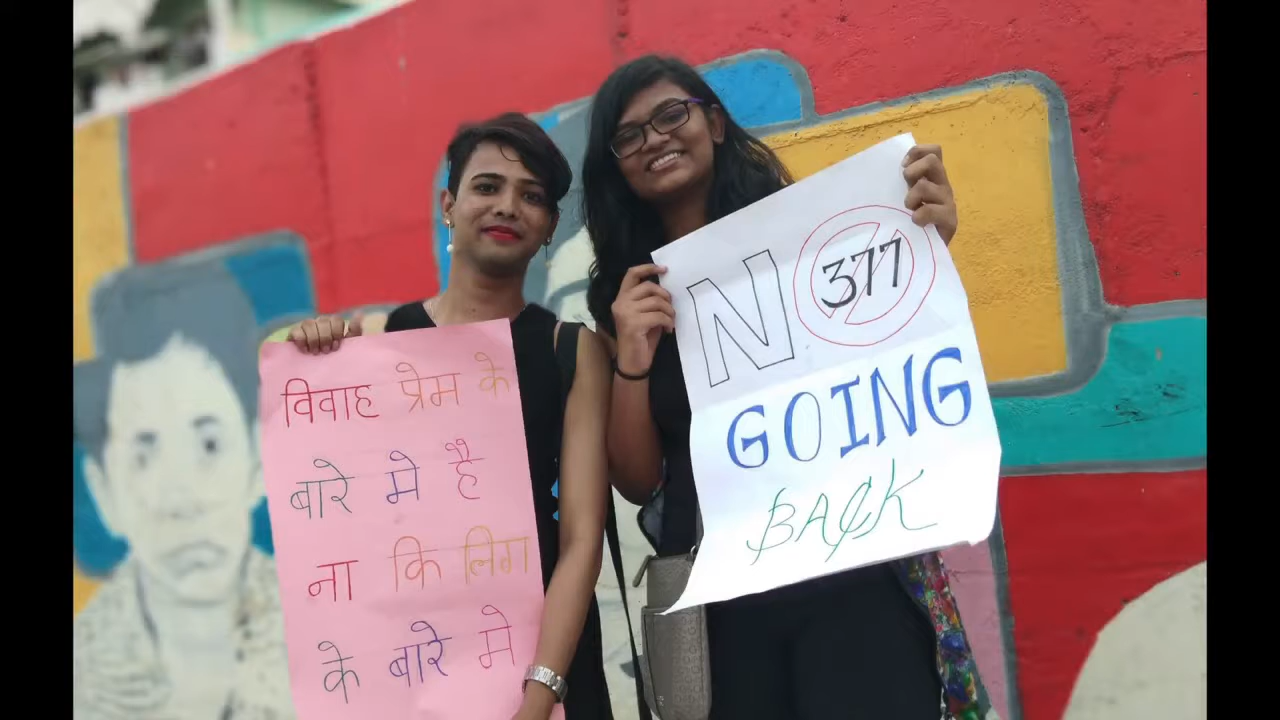 विवाह प्रेम के
बारे मे है
ना कि लिग
के बारे मे
NO 377
GOING
BACK